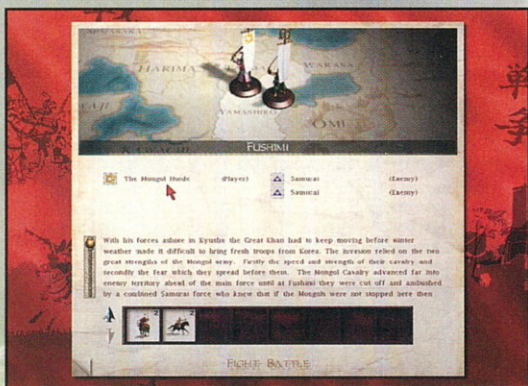 HARIMA
WAKASA
YAMASHIRO
OMI
FUSHIMI
The Mongol Horde (Player) Samurai (Enemy)
Samurai (Enemy)
With his forces ashore in Kyushu the Great Khan had to keep moving before winter
weather made it difficult to bring fresh troops from Korea. The invasion relied on the two
great strengths of the Mongol army. Firstly the speed and strength of their cavalry and
secondly the fear which they spread before them. The Mongol Cavalry advanced far into
enemy territory ahead of the main force until at Fushimi they were cut off and ambushed
by a combined Samurai force who knew that if the Mongols were not stopped here then
2 2
FIGHT BATTLE
戦
争